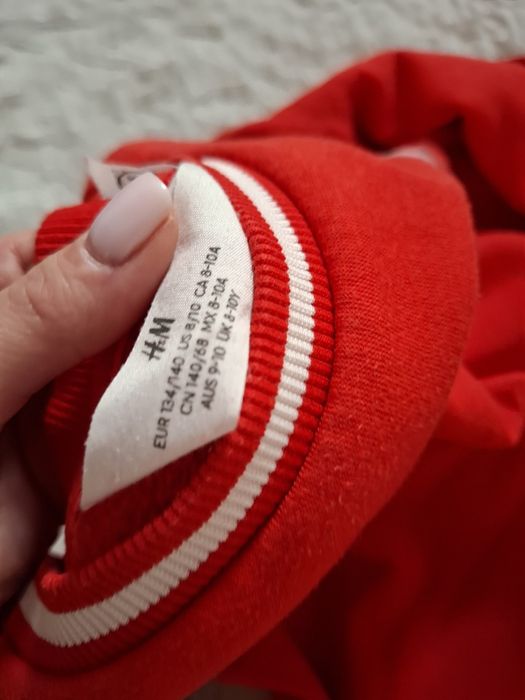 H&M
EUR 134/140 US 8/10 CA 8-10A
CN 140/68 MX 8-10A
AUS 9-10 UK 8-10Y